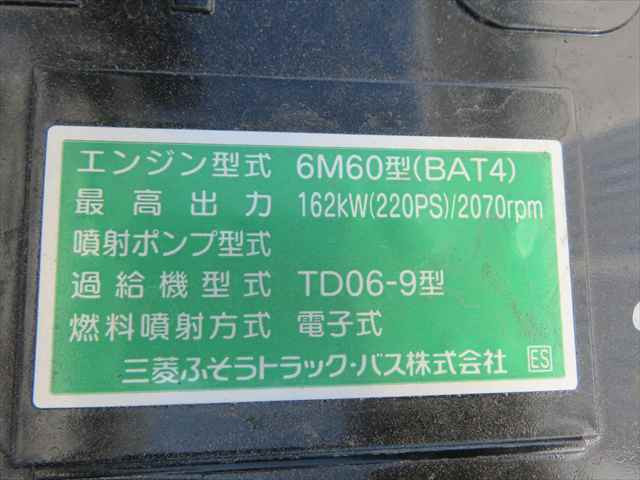 エンジン型式 6M60型(BAT4)
最高出力 162kW(220PS)/2070rpm
噴射ポンプ型式
過給機型式 TD06-9型
燃料噴射方式 電子式
三菱ふそうトラック・バス株式会社 ES